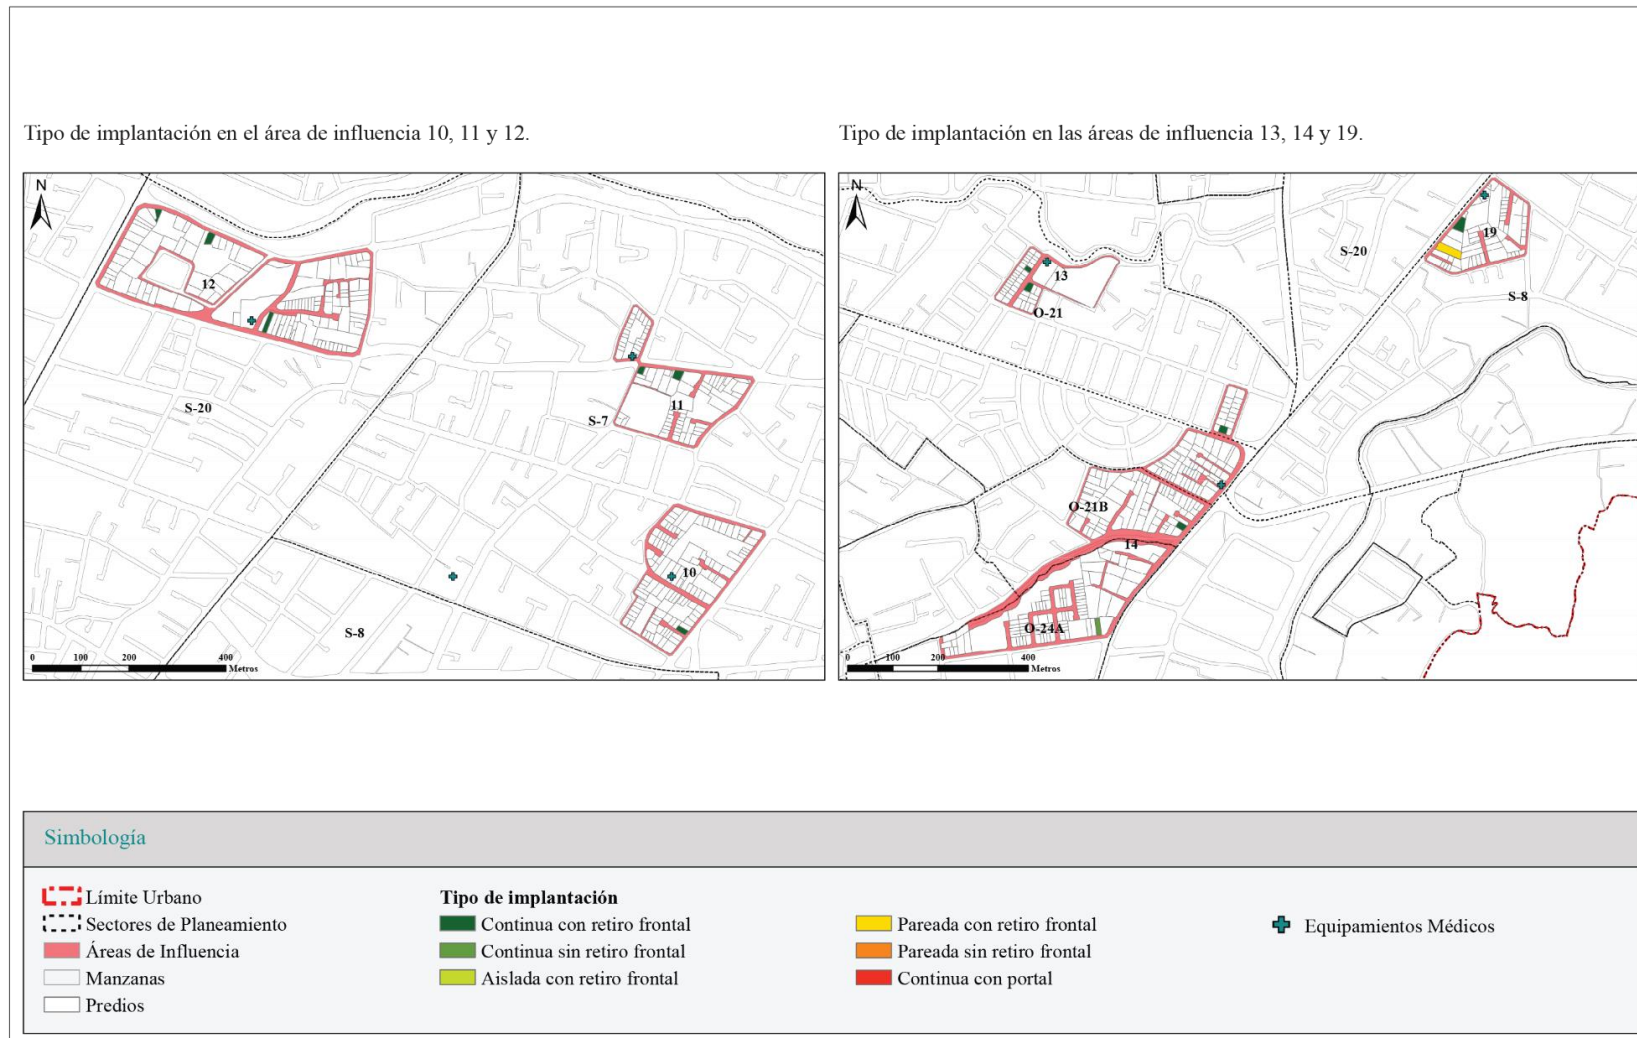 Tipo de implantación en el área de influencia 10, 11 y 12.
Tipo de implantación en las áreas de influencia 13, 14 y 19.
N
12
S-20
11
S-7
10
S-8
0 100 200 400
Metros
N
S-20
19
13
S-8
O-21
O-21B
14
O-24A
0 100 200 400
Metros
Simbología
Límite Urbano
Sectores de Planeamiento
Áreas de Influencia
Manzanas
Predios
Tipo de implantación
Continua con retiro frontal
Continua sin retiro frontal
Aislada con retiro frontal
Pareada con retiro frontal
Pareada sin retiro frontal
Continua con portal
Equipamientos Médicos